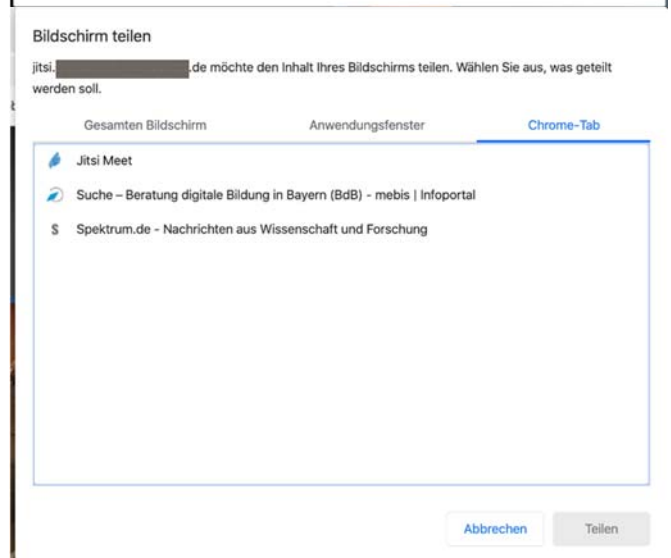 Bildschirm teilen
jitsi. .de möchte den Inhalt Ihres Bildschirms teilen. Wählen Sie aus, was geteilt
werden soll.
Gesamten Bildschirm Anwendungsfenster Chrome-Tab
Jitsi Meet
Suche – Beratung digitale Bildung in Bayern (BdB) - mebis | Infoportal
$ Spektrum.de - Nachrichten aus Wissenschaft und Forschung
Abbrechen Teilen